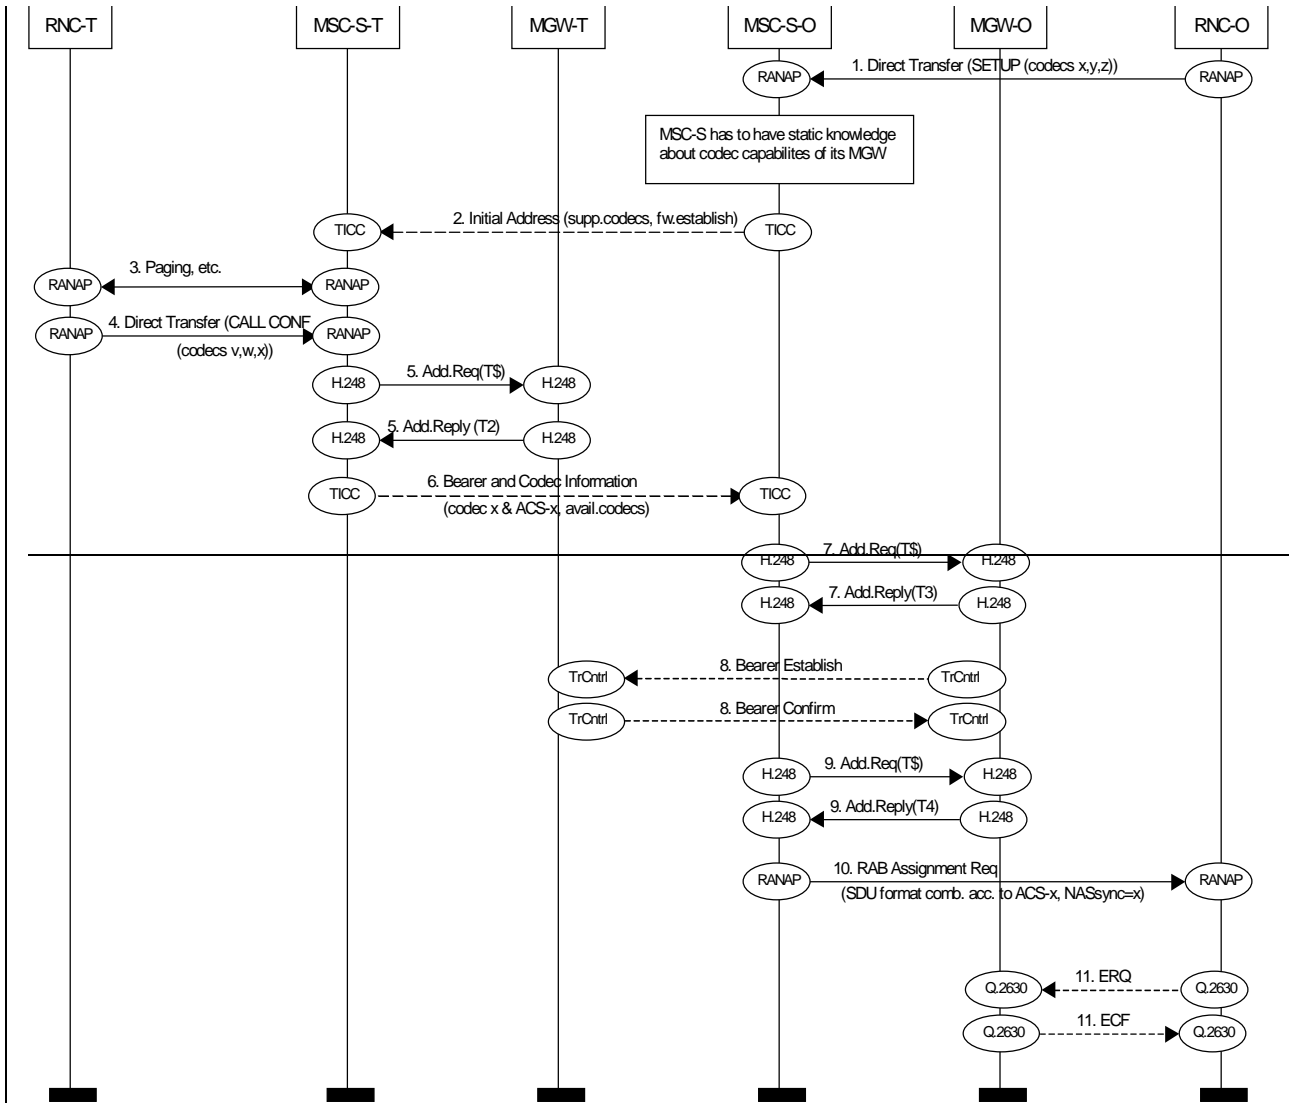 RNC-T MSC-S-T MGW-T MSC-S-O MGW-O RNC-O
RANAP 1. Direct Transfer (SETUP (codecs x,y,z)) RANAP
MSC-S has to have static knowledge
about codec capabilites of its MGW
TICC 2. Initial Address (supp.codecs, fw.establish) TICC
RANAP 3. Paging, etc. RANAP
RANAP 4. Direct Transfer (CALL CONF RANAP
(codecs v,w,x))
H.248 5. Add.Req(T$) H.248
H.248 5. Add.Reply (T2) H.248
TICC 6. Bearer and Codec Information TICC
(codec x & ACS-x, avail.codecs)
H.248 7. Add.Req(T$) H.248
H.248 7. Add.Reply(T3) H.248
TrCntrl 8. Bearer Establish TrCntrl
TrCntrl 8. Bearer Confirm TrCntrl
H.248 9. Add.Req(T$) H.248
H.248 9. Add.Reply(T4) H.248
RANAP 10. RAB Assignment Req RANAP
(SDU format comb. acc. to ACS-x, NASsync=x)
Q.2630 11. ERQ Q.2630
Q.2630 11. ECF Q.2630